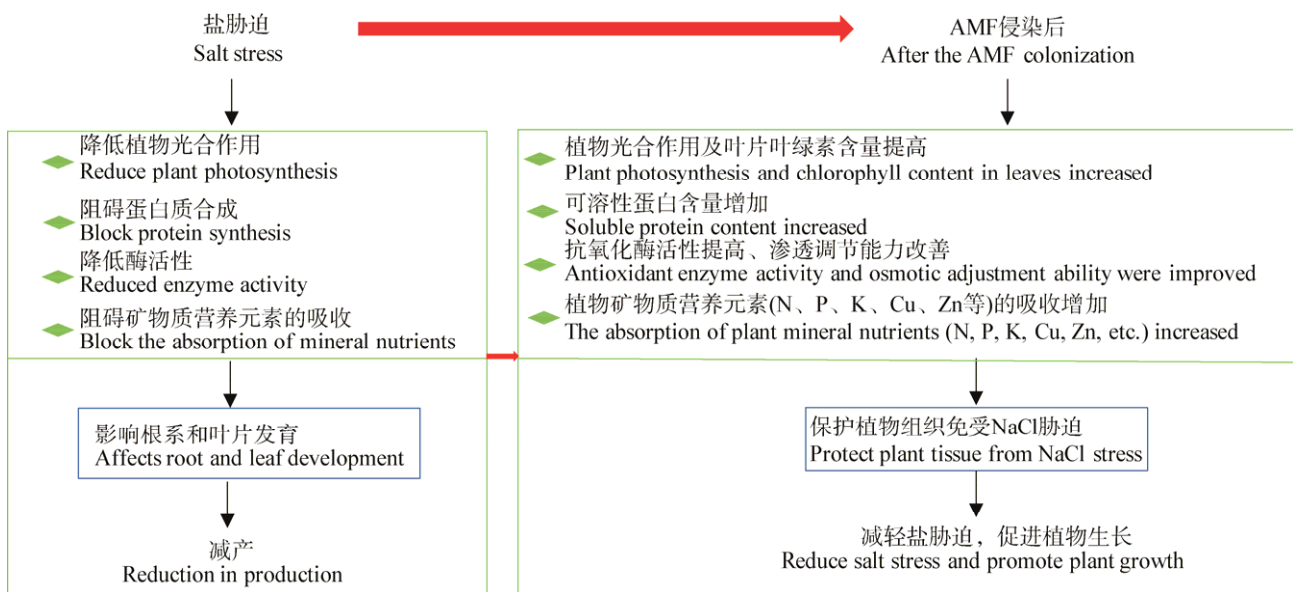 盐胁迫
Salt stress
降低植物光合作用
Reduce plant photosynthesis
阻碍蛋白质合成
Block protein synthesis
降低酶活性
Reduced enzyme activity
阻碍矿物质营养元素的吸收
Block the absorption of mineral nutrients
影响根系和叶片发育
Affects root and leaf development
减产
Reduction in production
AMF侵染后
After the AMF colonization
植物光合作用及叶片叶绿素含量提高
Plant photosynthesis and chlorophyll content in leaves increased
可溶性蛋白含量增加
Soluble protein content increased
抗氧化酶活性提高、渗透调节能力改善
Antioxidant enzyme activity and osmotic adjustment ability were improved
植物矿物质营养元素(N、P、K、Cu、Zn等)的吸收增加
The absorption of plant mineral nutrients (N, P, K, Cu, Zn, etc.) increased
保护植物组织免受NaCl胁迫
Protect plant tissue from NaCl stress
减轻盐胁迫，促进植物生长
Reduce salt stress and promote plant growth